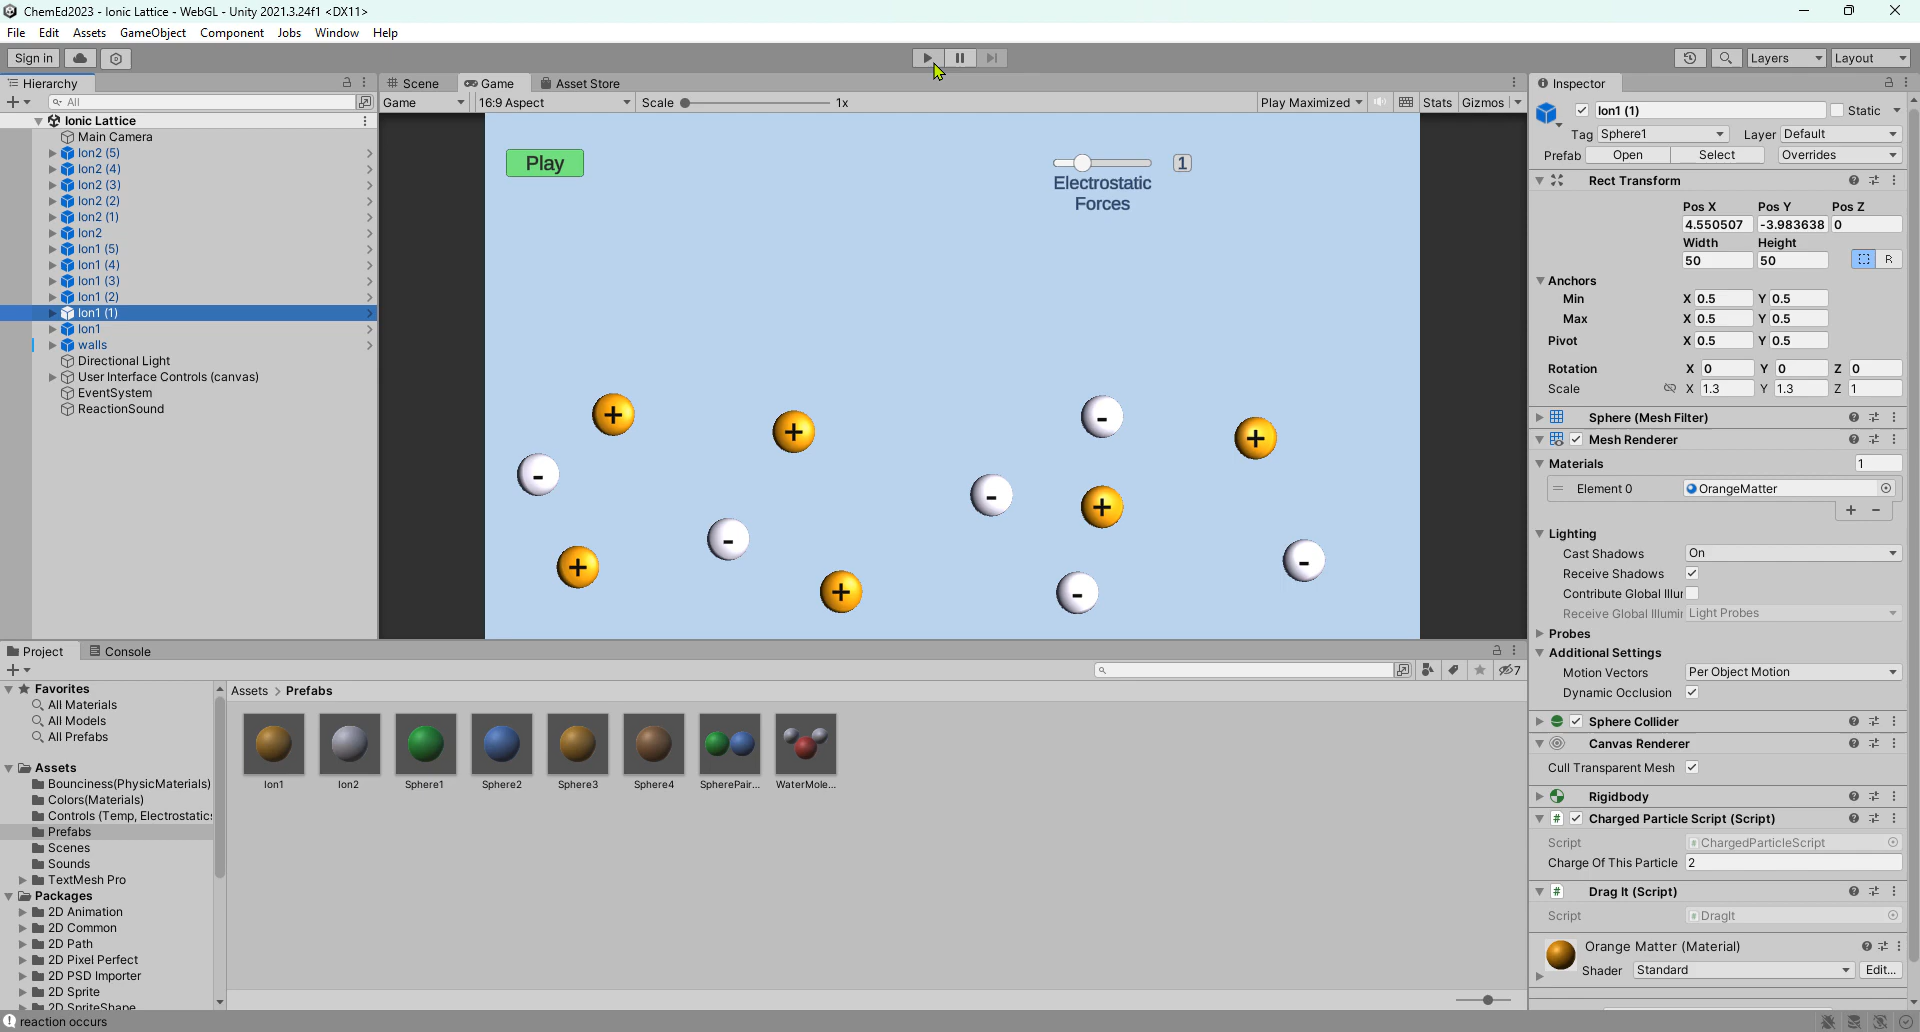 ChemEd2023 - Ionic Lattice - WebGL - Unity 2021.3.24f1 <DX11>
File Edit Assets GameObject Component Jobs Window Help
Sign in
Layers Layout
Hierarchy
All
Ionic Lattice
Main Camera
Ion2 (5)
Ion2 (4)
Ion2 (3)
Ion2 (2)
Ion2 (1)
Ion2
Ion1 (5)
Ion1 (4)
Ion1 (3)
Ion1 (2)
Ion1 (1)
Ion1
walls
Directional Light
User Interface Controls (canvas)
EventSystem
ReactionSound
Scene Game Asset Store
Game 16:9 Aspect Scale 1x Play Maximized Stats Gizmos
Play
1
Electrostatic
Forces
+ + - +
- - +
- -
+ + -
Inspector
Ion1 (1) Static
Tag Sphere1 Layer Default
Prefab Open Select Overrides
Rect Transform
Pos X Pos Y Pos Z
4.550507 -3.983638 0
Width Height
50 50 R
Anchors
Min X 0.5 Y 0.5
Max X 0.5 Y 0.5
Pivot X 0.5 Y 0.5
Rotation X 0 Y 0 Z 0
Scale X 1.3 Y 1.3 Z 1
Sphere (Mesh Filter)
Mesh Renderer
Materials 1
Element 0 OrangeMatter
+ -
Lighting
Cast Shadows On
Receive Shadows
Contribute Global Illur
Receive Global Illumir Light Probes
Probes
Additional Settings
Motion Vectors Per Object Motion
Dynamic Occlusion
Sphere Collider
Canvas Renderer
Cull Transparent Mesh
Rigidbody
# Charged Particle Script (Script)
Script # ChargedParticleScript
Charge Of This Particle 2
# Drag It (Script)
Script # DragIt
Orange Matter (Material)
Shader Standard Edit...
Project Console
7
Favorites
All Materials
All Models
All Prefabs
Assets
Bounciness(PhysicMaterials)
Colors(Materials)
Controls (Temp, Electrostatic:
Prefabs
Scenes
Sounds
TextMesh Pro
Packages
2D Animation
2D Common
2D Path
2D Pixel Perfect
2D PSD Importer
2D Sprite
2D SpriteShape
Assets > Prefabs
Ion1 Ion2 Sphere1 Sphere2 Sphere3 Sphere4 SpherePair... WaterMole...
reaction occurs